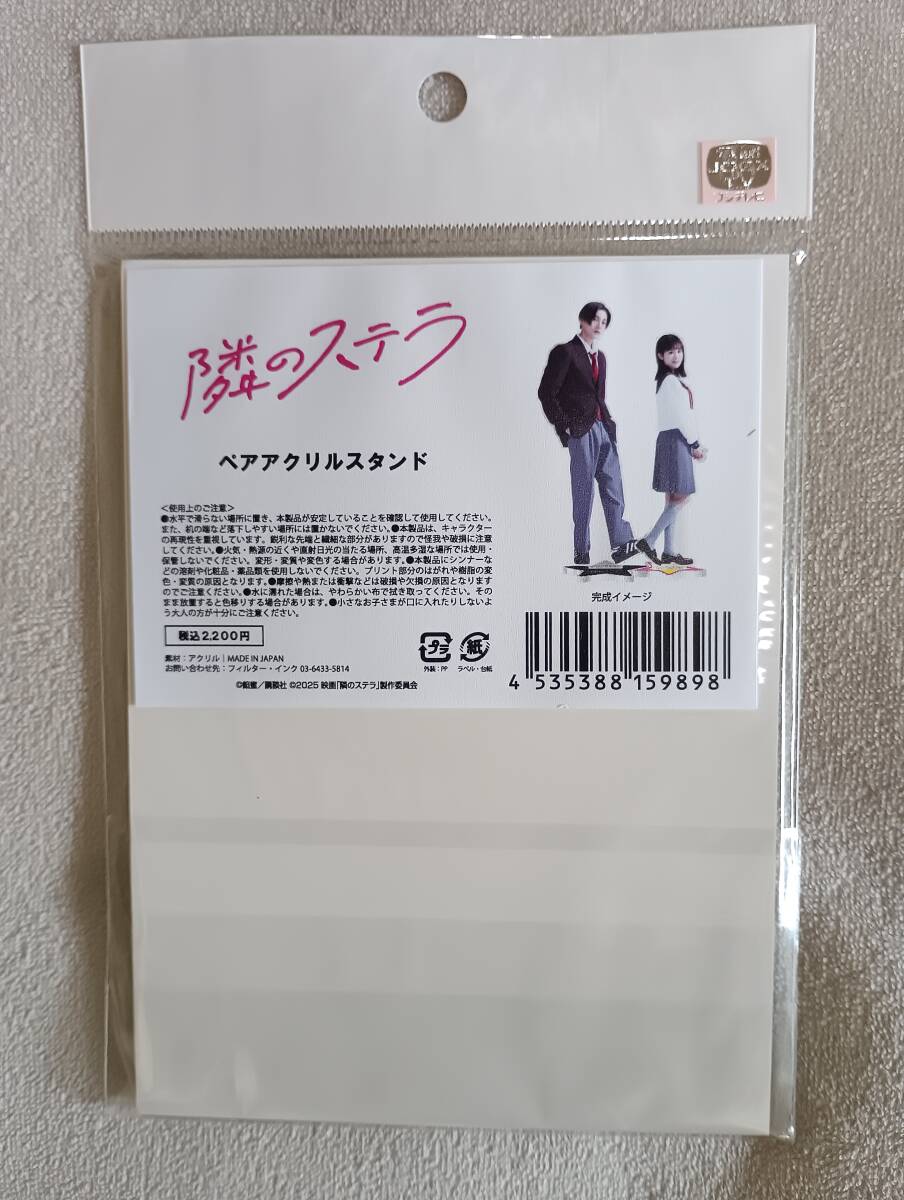 JOCX
TV
フジテレビ
隣のステラ
ペアアクリルスタンド
<使用上のご注意>
●水平で滑らない場所に置き、本製品が安定していることを確認して使用してください。
また、机の端など落下しやすい場所には置かないでください。●本製品は、キャラクター
の再現性を重視しています。鋭利な先端と繊細な部分がありますので怪我や破損に注意
してください。●火気・熱源の近くや直射日光の当たる場所、高温多湿な場所では使用・
保管しないでください。変形・変質や変色する場合があります。●本製品にシンナーな
どの溶剤や化粧品・薬品類を使用しないでください。プリント部分のはがれや樹脂の変
色・変質の原因となります。●摩擦や熱または衝撃などは破損や欠損の原因となります
のでご注意ください。●水に濡れた場合は、やわらかい布で拭き取ってください。その
まま放置すると色移りする場合があります。●小さなお子さまが口に入れたりしないよ
う大人の方が十分にご注意ください。
税込2,200円
素材:アクリル|MADE IN JAPAN
お問い合わせ先:フィルター・インク 03-6433-5814
プラ
外装:PP
紙
ラベル・台紙
完成イメージ
4 535388 159898
©餡蜜/講談社 ©2025 映画「隣のステラ」製作委員会